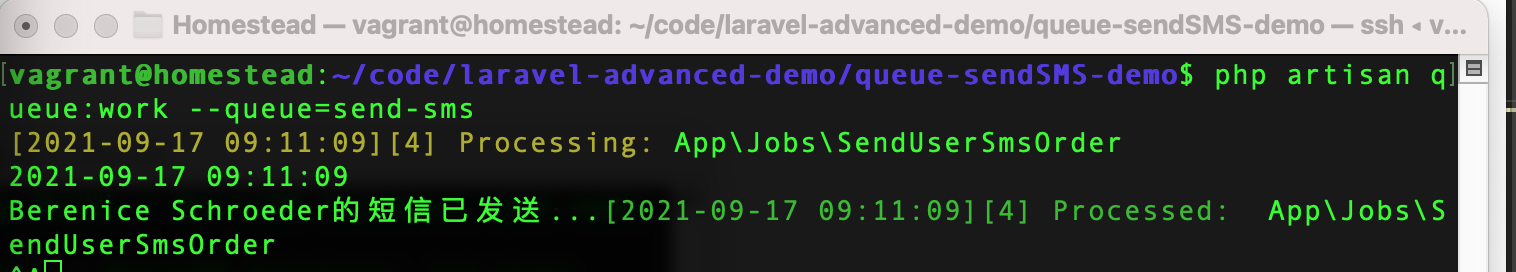 Homestead — vagrant@homestead: ~/code/laravel-advanced-demo/queue-sendSMS-demo — ssh ◂ v...
[vagrant@homestead:~/code/laravel-advanced-demo/queue-sendSMS-demo$ php artisan q]
ueue:work --queue=send-sms
[2021-09-17 09:11:09][4] Processing: App\Jobs\SendUserSmsOrder
2021-09-17 09:11:09
Berenice Schroeder的短信已发送...[2021-09-17 09:11:09][4] Processed:  App\Jobs\S
endUserSmsOrder